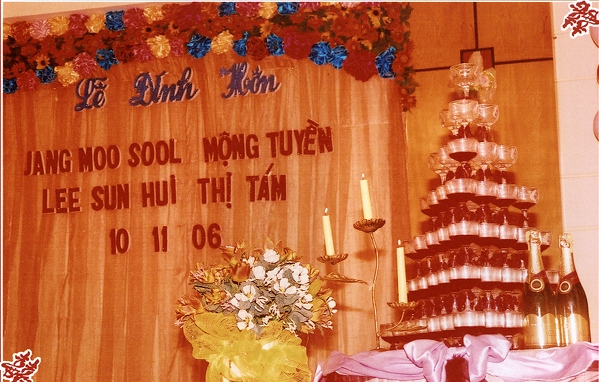 Lễ Đính Hôn
JANG MOO SOOL MỘNG TUYỀN
LEE SUN HUI THỊ TẤM
10 11 06